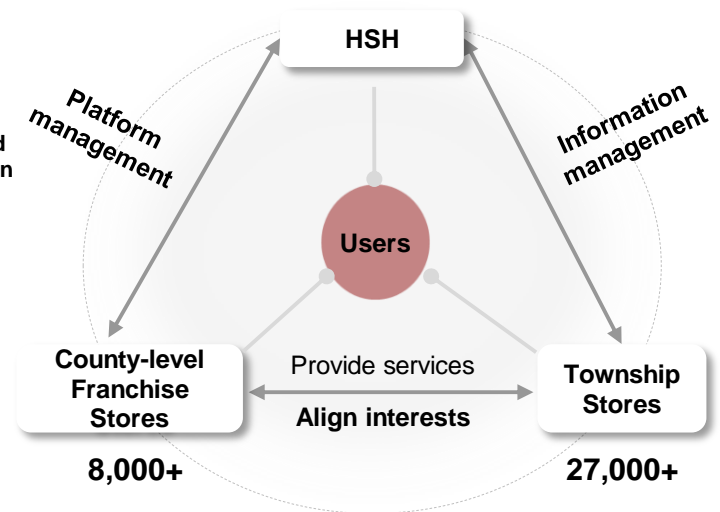 HSH
Platform
management
Information
management
d
n
Users
County-level
Franchise
Stores
Provide services
Align interests
Township
Stores
8,000+
27,000+